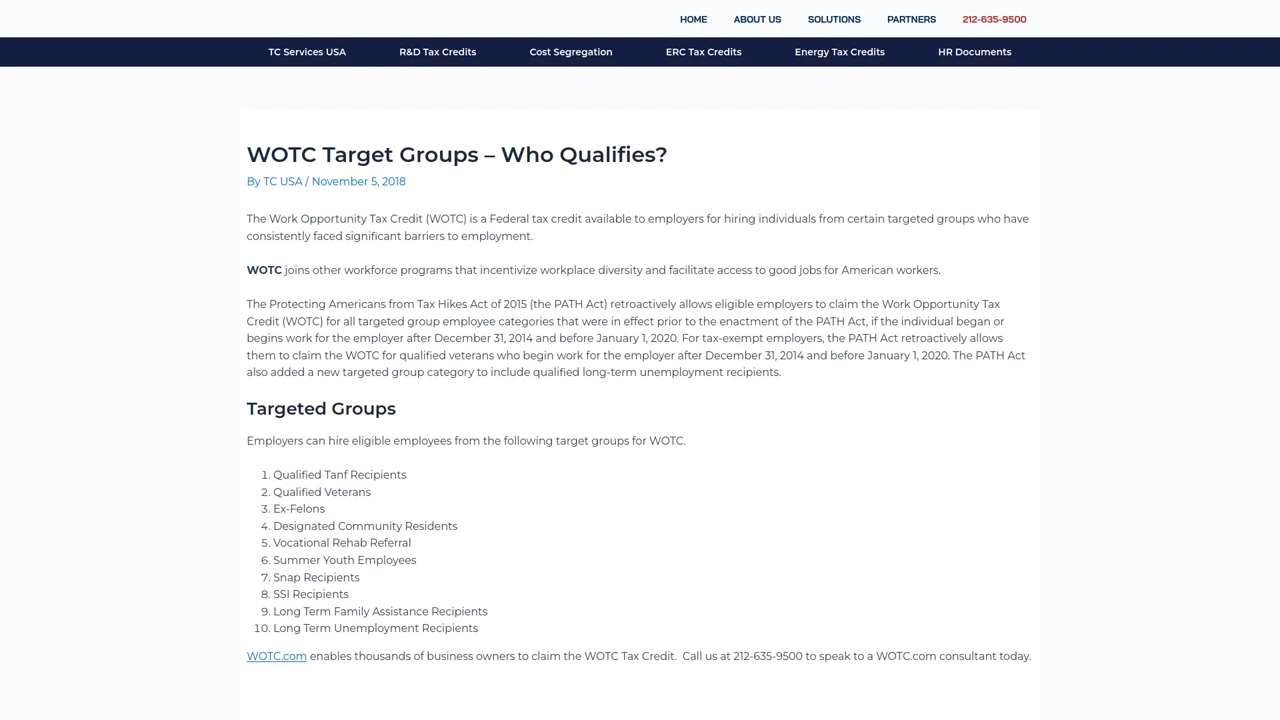 HOME ABOUT US SOLUTIONS PARTNERS 212-635-9500
TC Services USA R&D Tax Credits Cost Segregation ERC Tax Credits Energy Tax Credits HR Documents
WOTC Target Groups – Who Qualifies?
By TC USA / November 5, 2018
The Work Opportunity Tax Credit (WOTC) is a Federal tax credit available to employers for hiring individuals from certain targeted groups who have
consistently faced significant barriers to employment.
WOTC joins other workforce programs that incentivize workplace diversity and facilitate access to good jobs for American workers.
The Protecting Americans from Tax Hikes Act of 2015 (the PATH Act) retroactively allows eligible employers to claim the Work Opportunity Tax
Credit (WOTC) for all targeted group employee categories that were in effect prior to the enactment of the PATH Act, if the individual began or
begins work for the employer after December 31, 2014 and before January 1, 2020. For tax-exempt employers, the PATH Act retroactively allows
them to claim the WOTC for qualified veterans who begin work for the employer after December 31, 2014 and before January 1, 2020. The PATH Act
also added a new targeted group category to include qualified long-term unemployment recipients.
Targeted Groups
Employers can hire eligible employees from the following target groups for WOTC.
1. Qualified Tanf Recipients
2. Qualified Veterans
3. Ex-Felons
4. Designated Community Residents
5. Vocational Rehab Referral
6. Summer Youth Employees
7. Snap Recipients
8. SSI Recipients
9. Long Term Family Assistance Recipients
10. Long Term Unemployment Recipients
WOTC.com enables thousands of business owners to claim the WOTC Tax Credit. Call us at 212-635-9500 to speak to a WOTC.com consultant today.